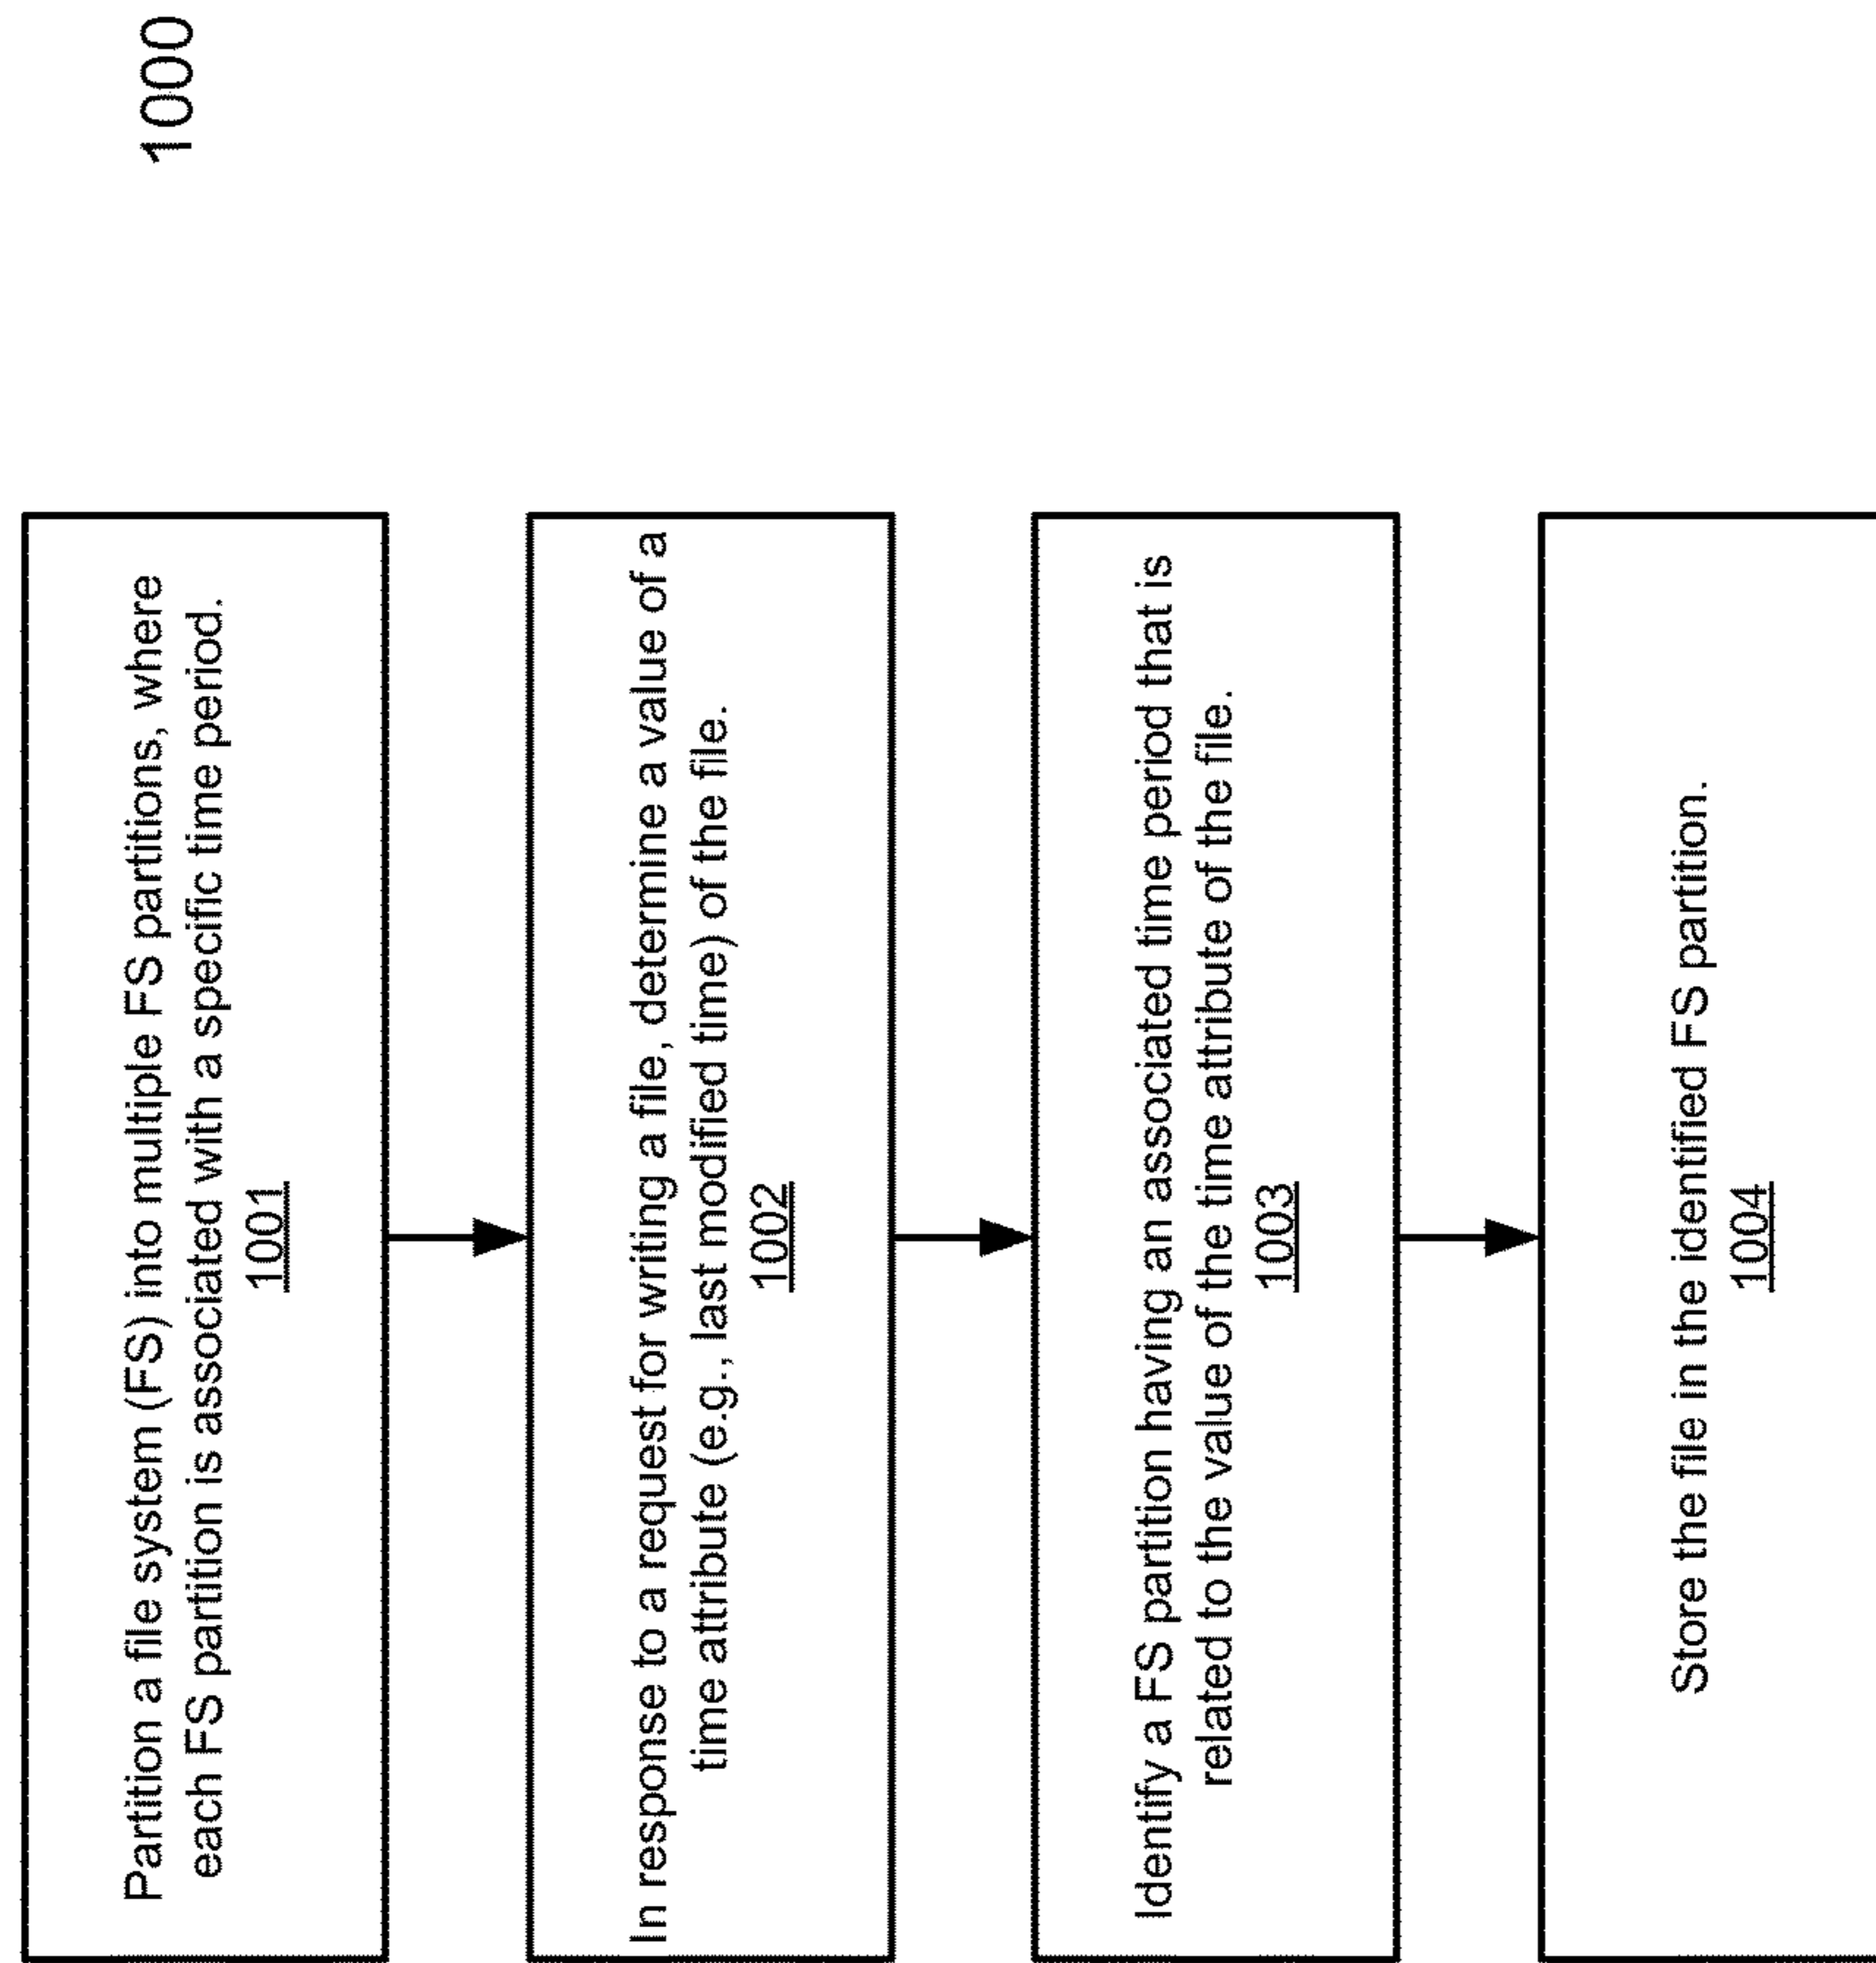 1000
Partition a file system (FS) into multiple FS partitions, where
each FS partition is associated with a specific time period.
1001
In response to a request for writing a file, determine a value of a
time attribute (e.g., last modified time) of the file.
1002
Identify a FS partition having an associated time period that is
related to the value of the time attribute of the file.
1003
Store the file in the identified FS partition.
1004